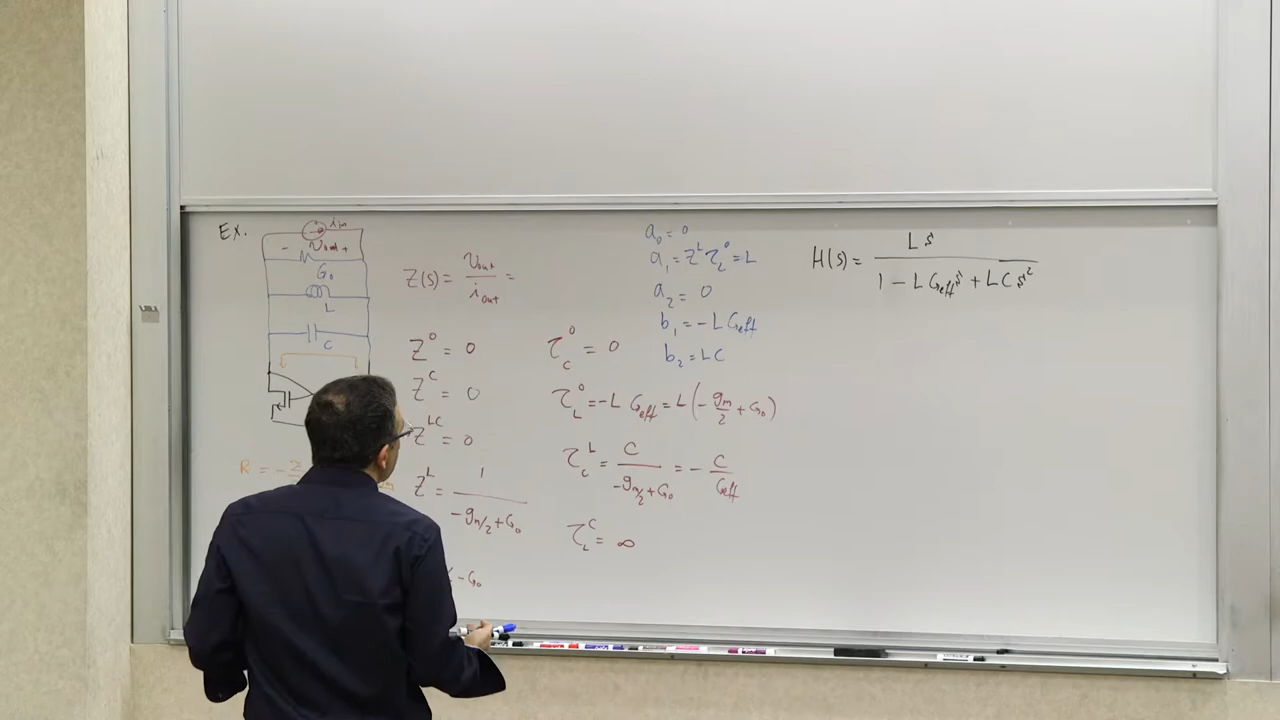 Ex.
i_in
- v_out +
G_0
L
C
R = - 2
Z(s) = v_out / i_out =
Z^0 = 0
Z^C = 0
Z^LC = 0
Z^L = 1 / (-g_m/2 + G_0)
- G_0
τ_C^0 = 0
τ_L^0 = -L G_eff = L(- g_m/2 + G_0)
τ_C^L = C / (-g_m/2 + G_0) = - C / G_eff
τ_L^C = ∞
a_0 = 0
a_1 = Z^L τ_L^0 = L
a_2 = 0
b_1 = -L G_eff
b_2 = LC
H(s) = L s / (1 - L G_eff s + L C s^2)